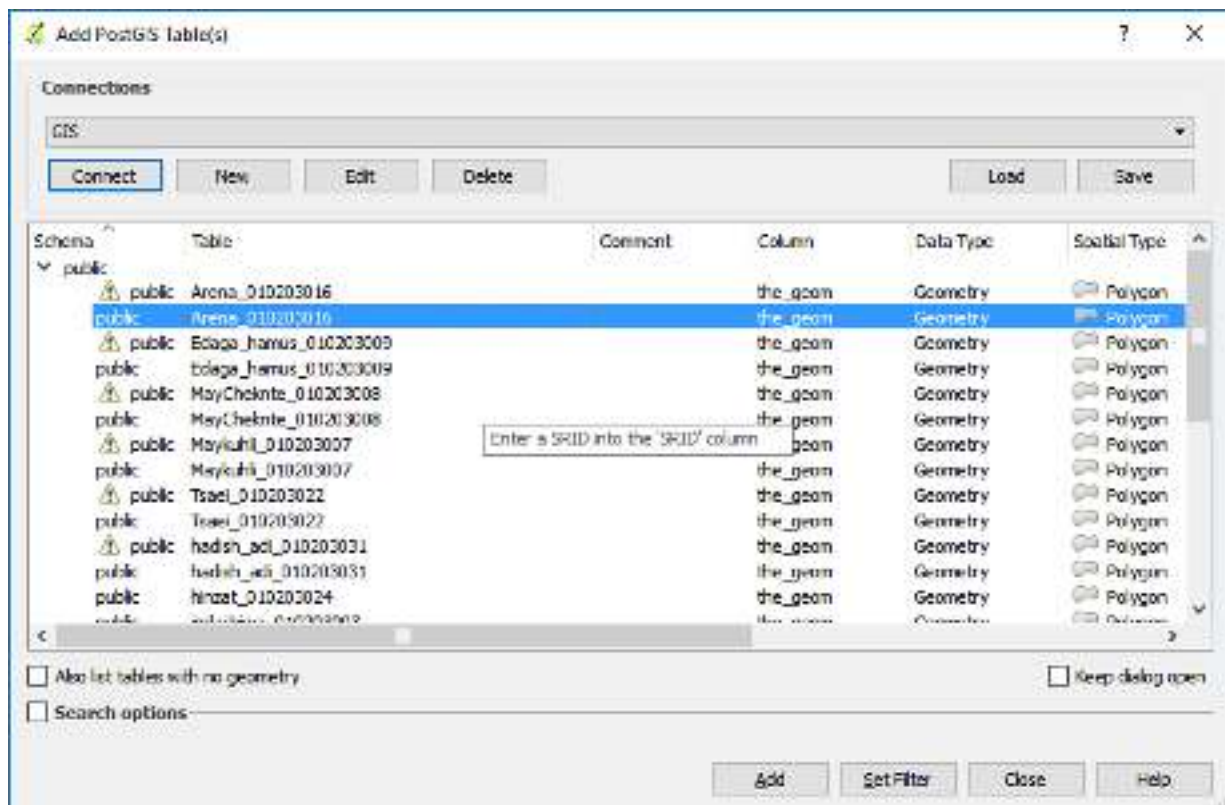 Add PostGIS Table(s) ?
Connections
GIS
Connect New Edit Delete Load Save
Schema Table Comment Column Data Type Spatial Type
public
public Arena_010203016 the_geom Geometry Polygon
public Arena_010203016 the_geom Geometry Polygon
public Edaga_hamus_010203009 the_geom Geometry Polygon
public Edaga_hamus_010203009 the_geom Geometry Polygon
public MayCheknte_010203008 the_geom Geometry Polygon
public MayCheknte_010203008 the_geom Geometry Polygon
Enter a SRID into the 'SRID' column
public Maykuhli_010203007 geom Geometry Polygon
public Maykuhli_010203007 the_geom Geometry Polygon
public Tsaei_010203022 the_geom Geometry Polygon
public Tsaei_010203022 the_geom Geometry Polygon
public hadish_adi_010203031 the_geom Geometry Polygon
public hadish_adi_010203031 the_geom Geometry Polygon
public hinzat_010203024 the_geom Geometry Polygon
Also list tables with no geometry Keep dialog open
Search options
Add Set Filter Close Help